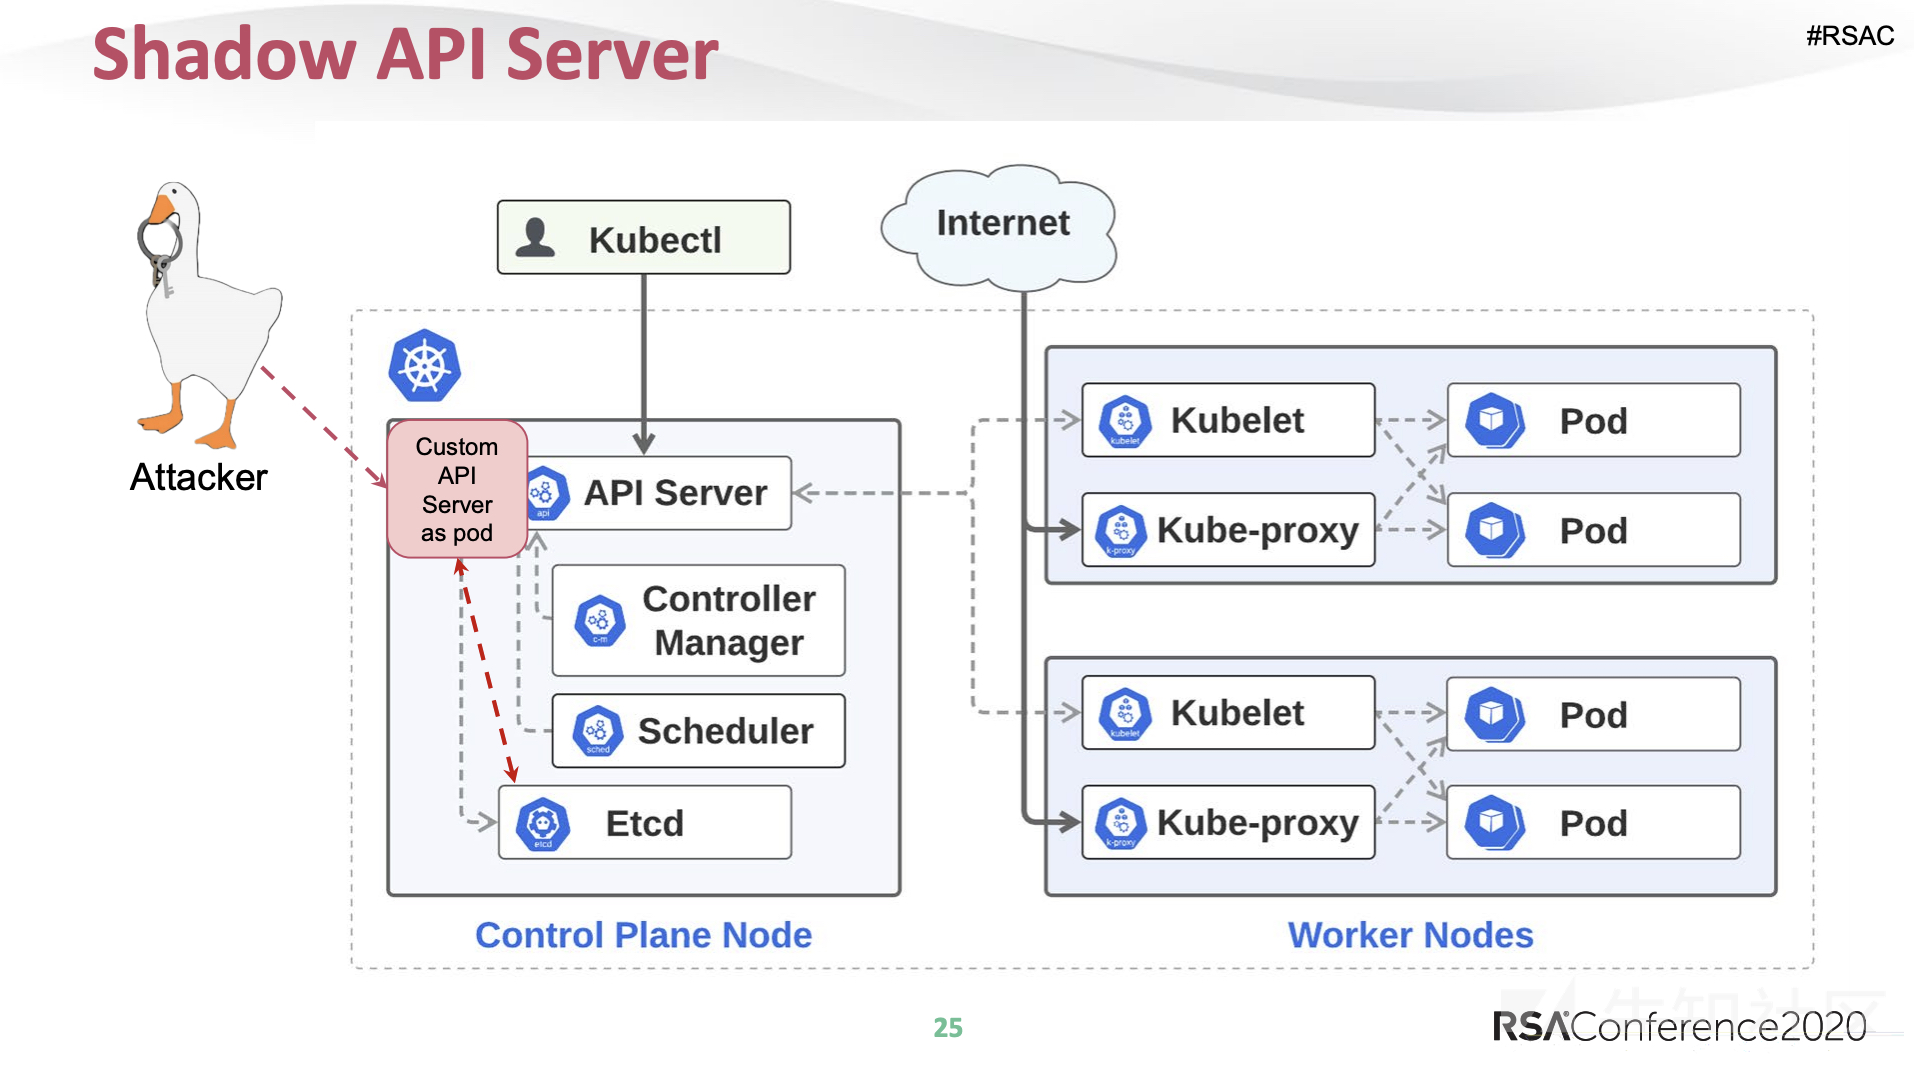 Shadow API Server
#RSAC
Attacker
Kubectl
Internet
Custom
API
Server
as pod
api
API Server
c-m
Controller
Manager
sched
Scheduler
etcd
Etcd
Control Plane Node
kubelet
Kubelet
Pod
k-proxy
Kube-proxy
Pod
kubelet
Kubelet
Pod
k-proxy
Kube-proxy
Pod
Worker Nodes
25
RSAConference2020